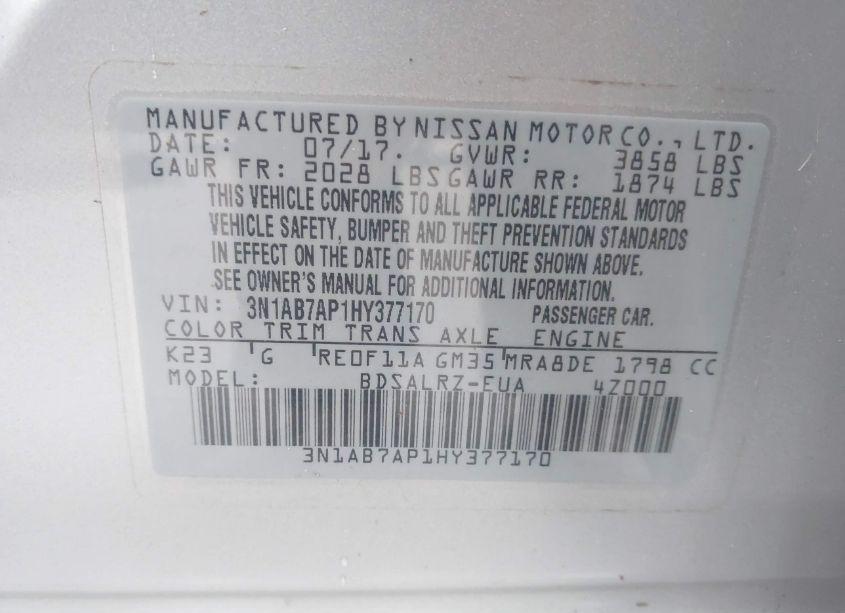 MANUFACTURED BY NISSAN MOTOR CO., LTD.
DATE: 07/17. GVWR: 3858 LBS
GAWR FR: 2028 LBS GAWR RR: 1874 LBS
THIS VEHICLE CONFORMS TO ALL APPLICABLE FEDERAL MOTOR
VEHICLE SAFETY, BUMPER AND THEFT PREVENTION STANDARDS
IN EFFECT ON THE DATE OF MANUFACTURE SHOWN ABOVE.
SEE OWNER'S MANUAL FOR ADDITIONAL INFORMATION.
VIN: 3N1AB7AP1HY377170 PASSENGER CAR.
COLOR TRIM TRANS AXLE ENGINE
K23 G RE0F11A GM35 MRA8DE 1798 CC
MODEL: BDSALRZ-EUA 4Z000
3N1AB7AP1HY377170